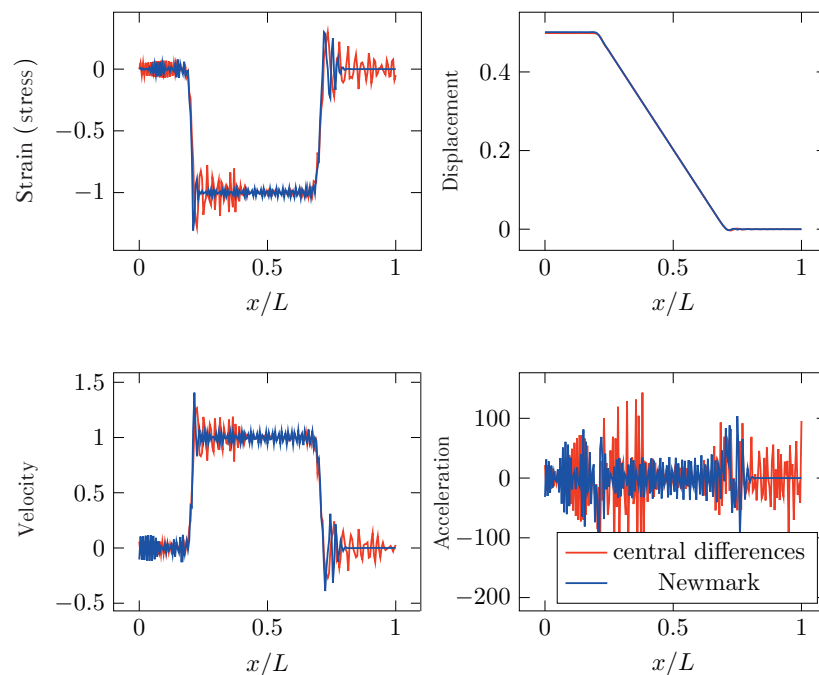 0
−0.5
−1
0
0.5
1
Strain (stress)
x/L
0.4
0.2
0
0
0.5
1
Displacement
x/L
1.5
1
0.5
0
−0.5
0
0.5
1
Velocity
x/L
100
0
−100
−200
0
0.5
1
Acceleration
x/L
central differences
Newmark